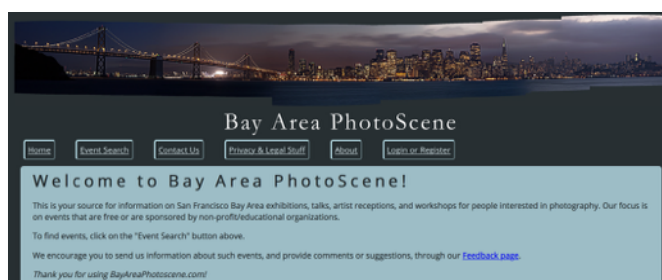 Bay Area PhotoScene
Home Event Search Contact Us Privacy & Legal Stuff About Login or Register
Welcome to Bay Area PhotoScene!
This is your source for information on San Francisco Bay Area exhibitions, talks, artist receptions, and workshops for people interested in photography. Our focus is
on events that are free or are sponsored by non-profit/educational organizations.
To find events, click on the "Event Search" button above.
We encourage you to send us information about such events, and provide comments or suggestions, through our Feedback page.
Thank you for using BayAreaPhotoscene.com!